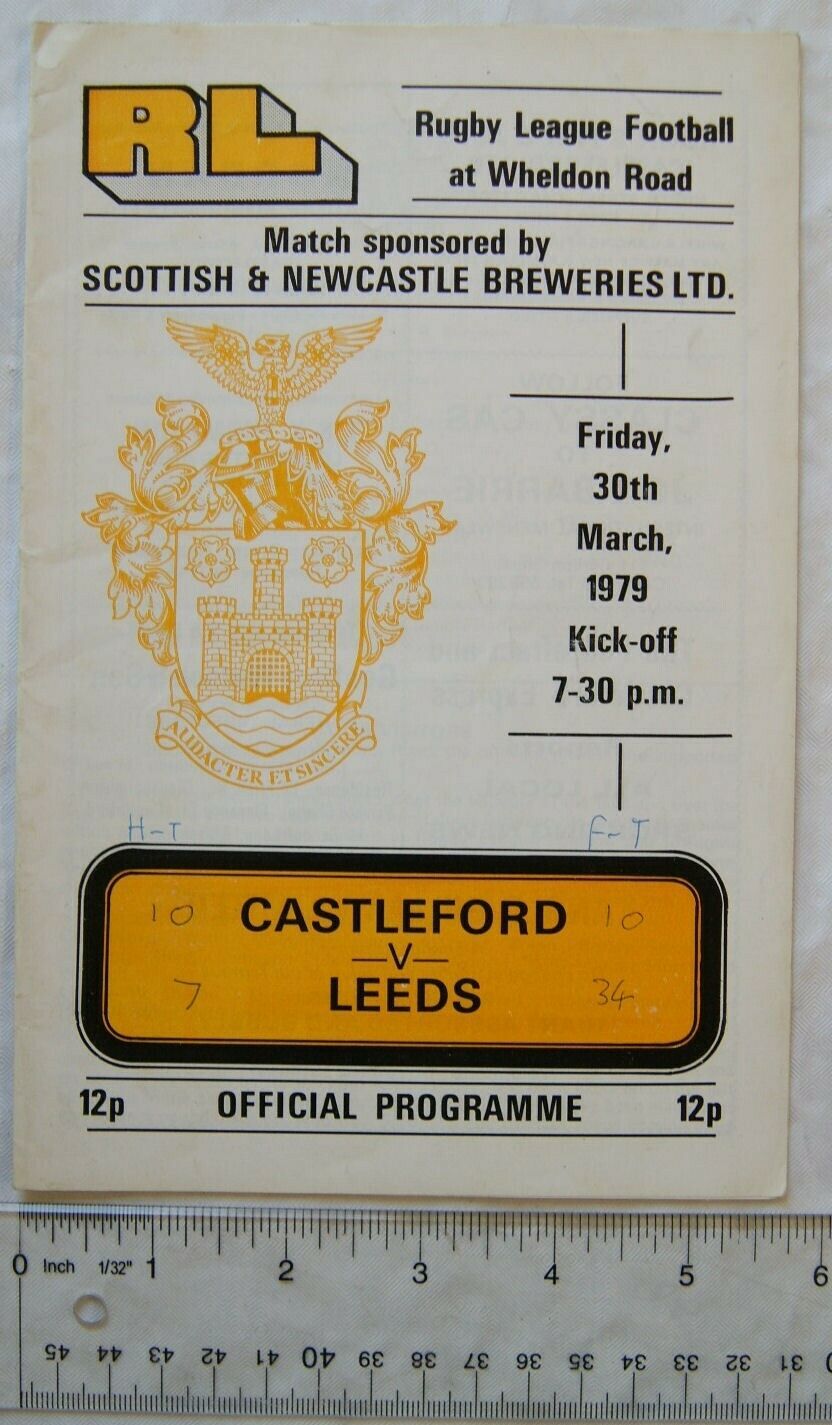 RL
Rugby League Football
at Wheldon Road
Match sponsored by
SCOTTISH & NEWCASTLE BREWERIES LTD.
Friday,
30th
March,
1979
Kick-off
7-30 p.m.
AUDACTER ET SINCERE
H-T F-T
10 CASTLEFORD 10
—V—
7 LEEDS 34
12p OFFICIAL PROGRAMME 12p
0 Inch 1/32" 1 2 3 4 5 6
45 44 43 42 41 40 39 38 37 36 35 34 33 32 31